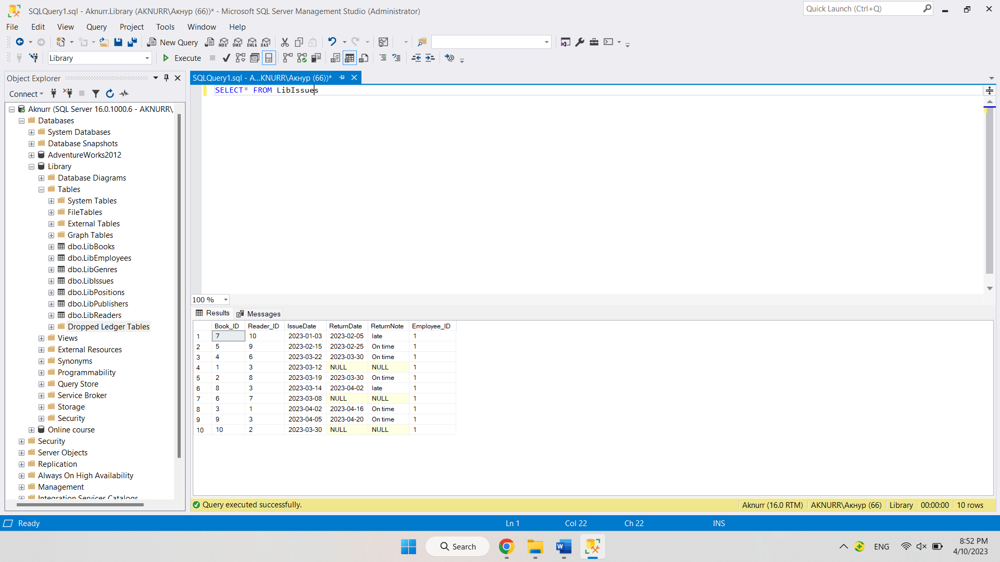 SQLQuery1.sql - Aknurr.Library (AKNURR\Акнур (66))* - Microsoft SQL Server Management Studio (Administrator)
Quick Launch (Ctrl+Q)
File Edit View Query Project Tools Window Help
New Query MDX DMX XMLA DAX
Library Execute
Object Explorer
Connect
Aknurr (SQL Server 16.0.1000.6 - AKNURR\
Databases
System Databases
Database Snapshots
AdventureWorks2012
Library
Database Diagrams
Tables
System Tables
FileTables
External Tables
Graph Tables
dbo.LibBooks
dbo.LibEmployees
dbo.LibGenres
dbo.LibIssues
dbo.LibPositions
dbo.LibPublishers
dbo.LibReaders
Dropped Ledger Tables
Views
External Resources
Synonyms
Programmability
Query Store
Service Broker
Storage
Security
Online course
Security
Server Objects
Replication
Always On High Availability
Management
Integration Services Catalogs
SQLQuery1.sql - A...KNURR\Акнур (66))*
SELECT* FROM LibIssues
100 %
Results Messages
Book_ID Reader_ID IssueDate ReturnDate ReturnNote Employee_ID
1 7 10 2023-01-03 2023-02-05 late 1
2 5 9 2023-02-15 2023-02-25 On time 1
3 4 6 2023-03-22 2023-03-30 On time 1
4 1 3 2023-03-12 NULL NULL 1
5 2 8 2023-03-19 2023-03-30 On time 1
6 8 3 2023-03-14 2023-04-02 late 1
7 6 7 2023-03-08 NULL NULL 1
8 3 1 2023-04-02 2023-04-16 On time 1
9 9 3 2023-04-05 2023-04-20 On time 1
10 10 2 2023-03-30 NULL NULL 1
Query executed successfully. Aknurr (16.0 RTM) AKNURR\Акнур (66) Library 00:00:00 10 rows
Ready Ln 1 Col 22 Ch 22 INS
Search
ENG
8:52 PM
4/10/2023